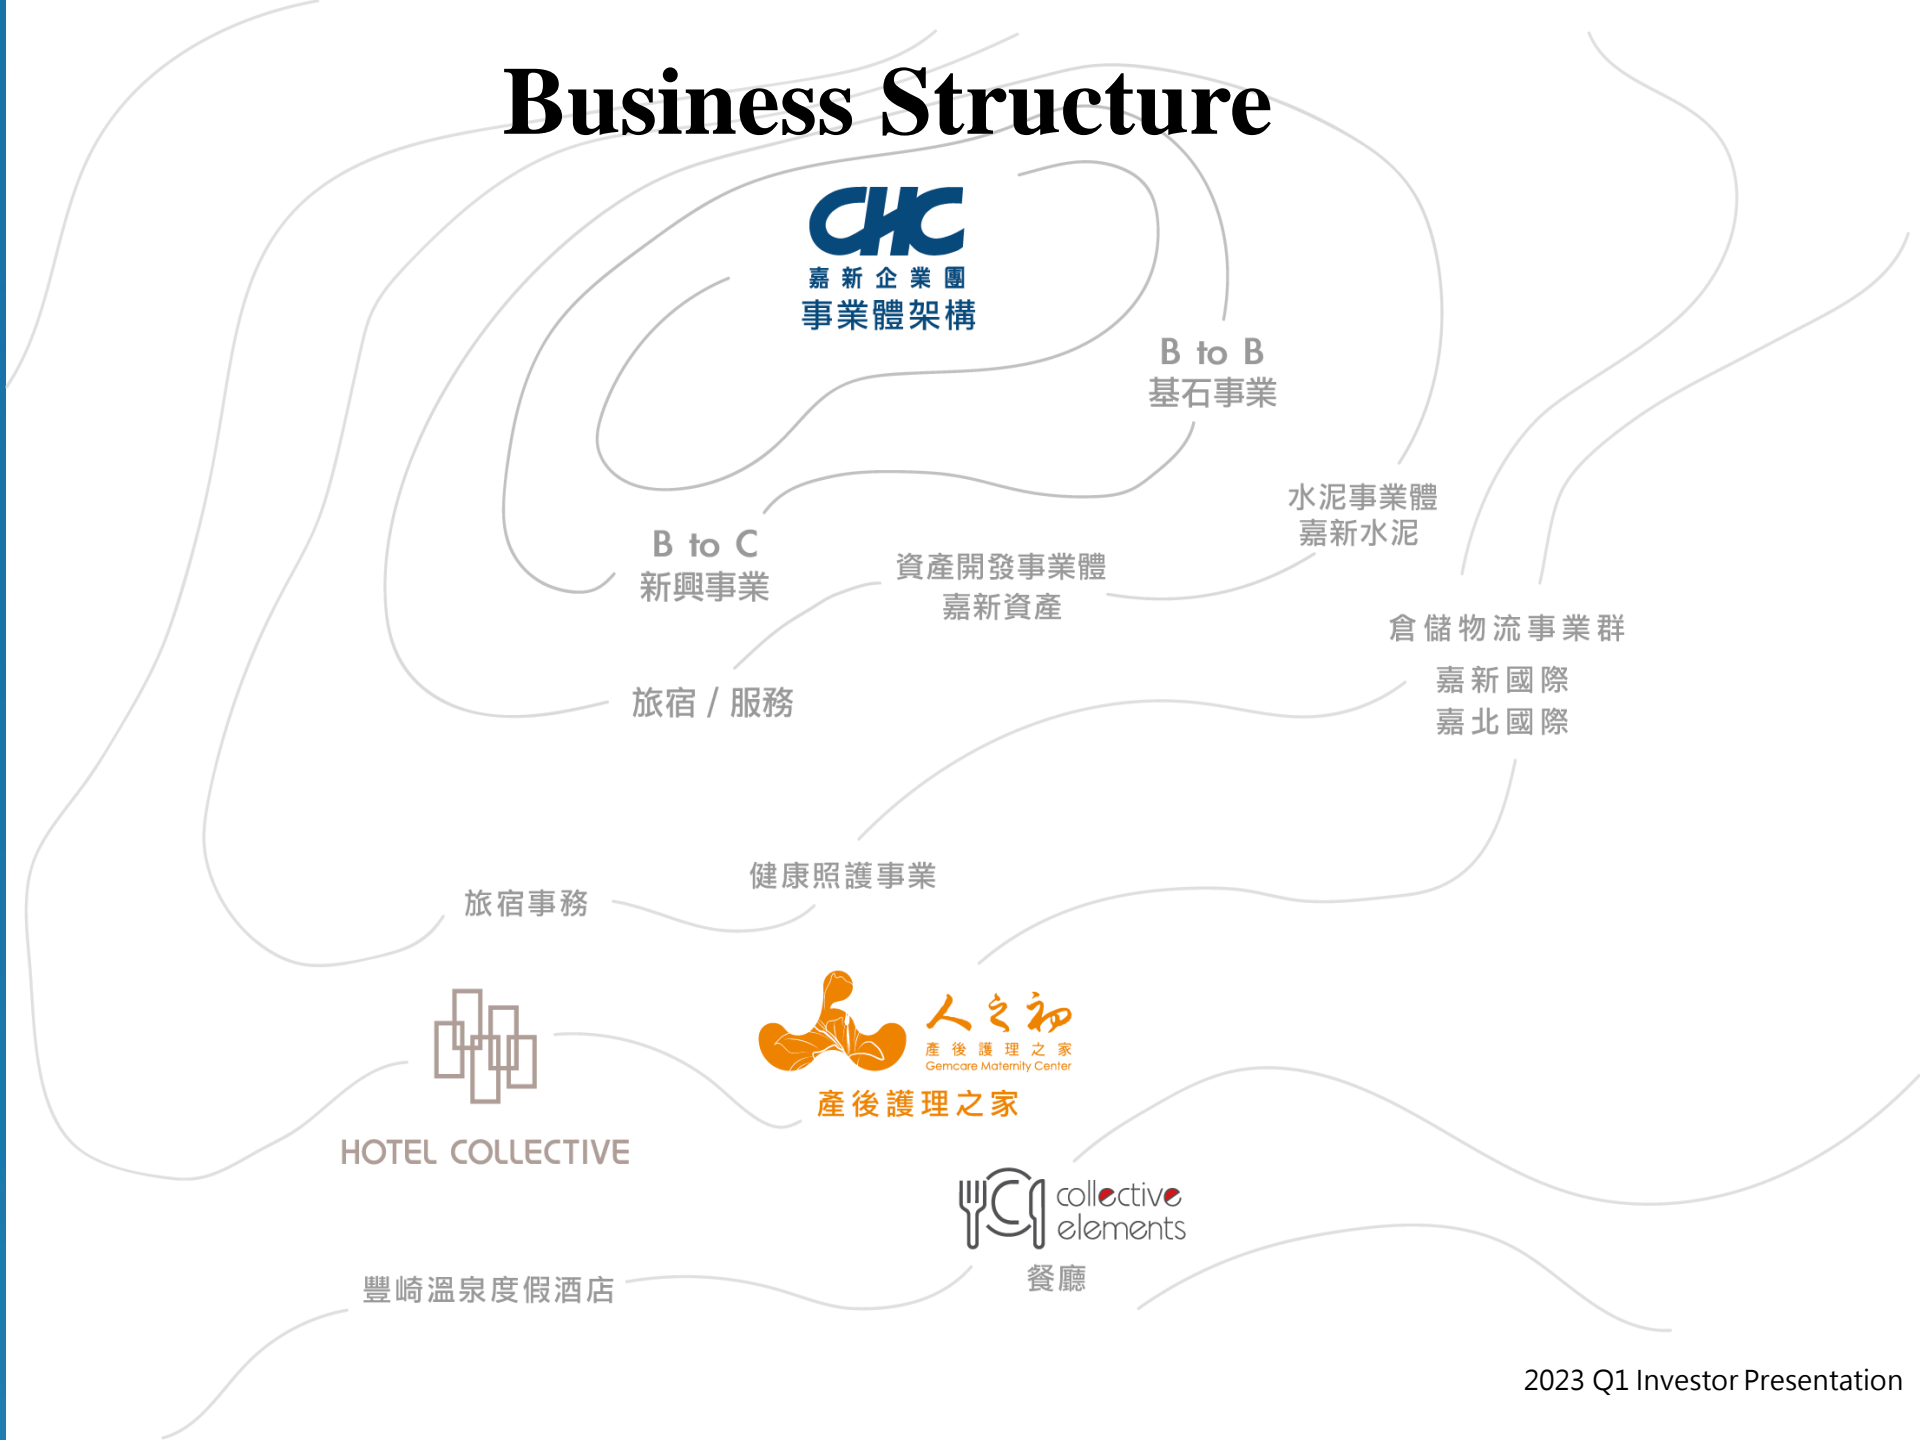 Business Structure
CHC
嘉新企業團
事業體架構
B to B
基石事業
水泥事業體
嘉新水泥
B to C
新興事業
資產開發事業體
嘉新資產
倉儲物流事業群
嘉新國際
嘉北國際
旅宿 / 服務
健康照護事業
旅宿事務
人之初
產後護理之家
Gemcare Maternity Center
產後護理之家
HOTEL COLLECTIVE
collective
elements
餐廳
豐崎溫泉度假酒店
2023 Q1 Investor Presentation